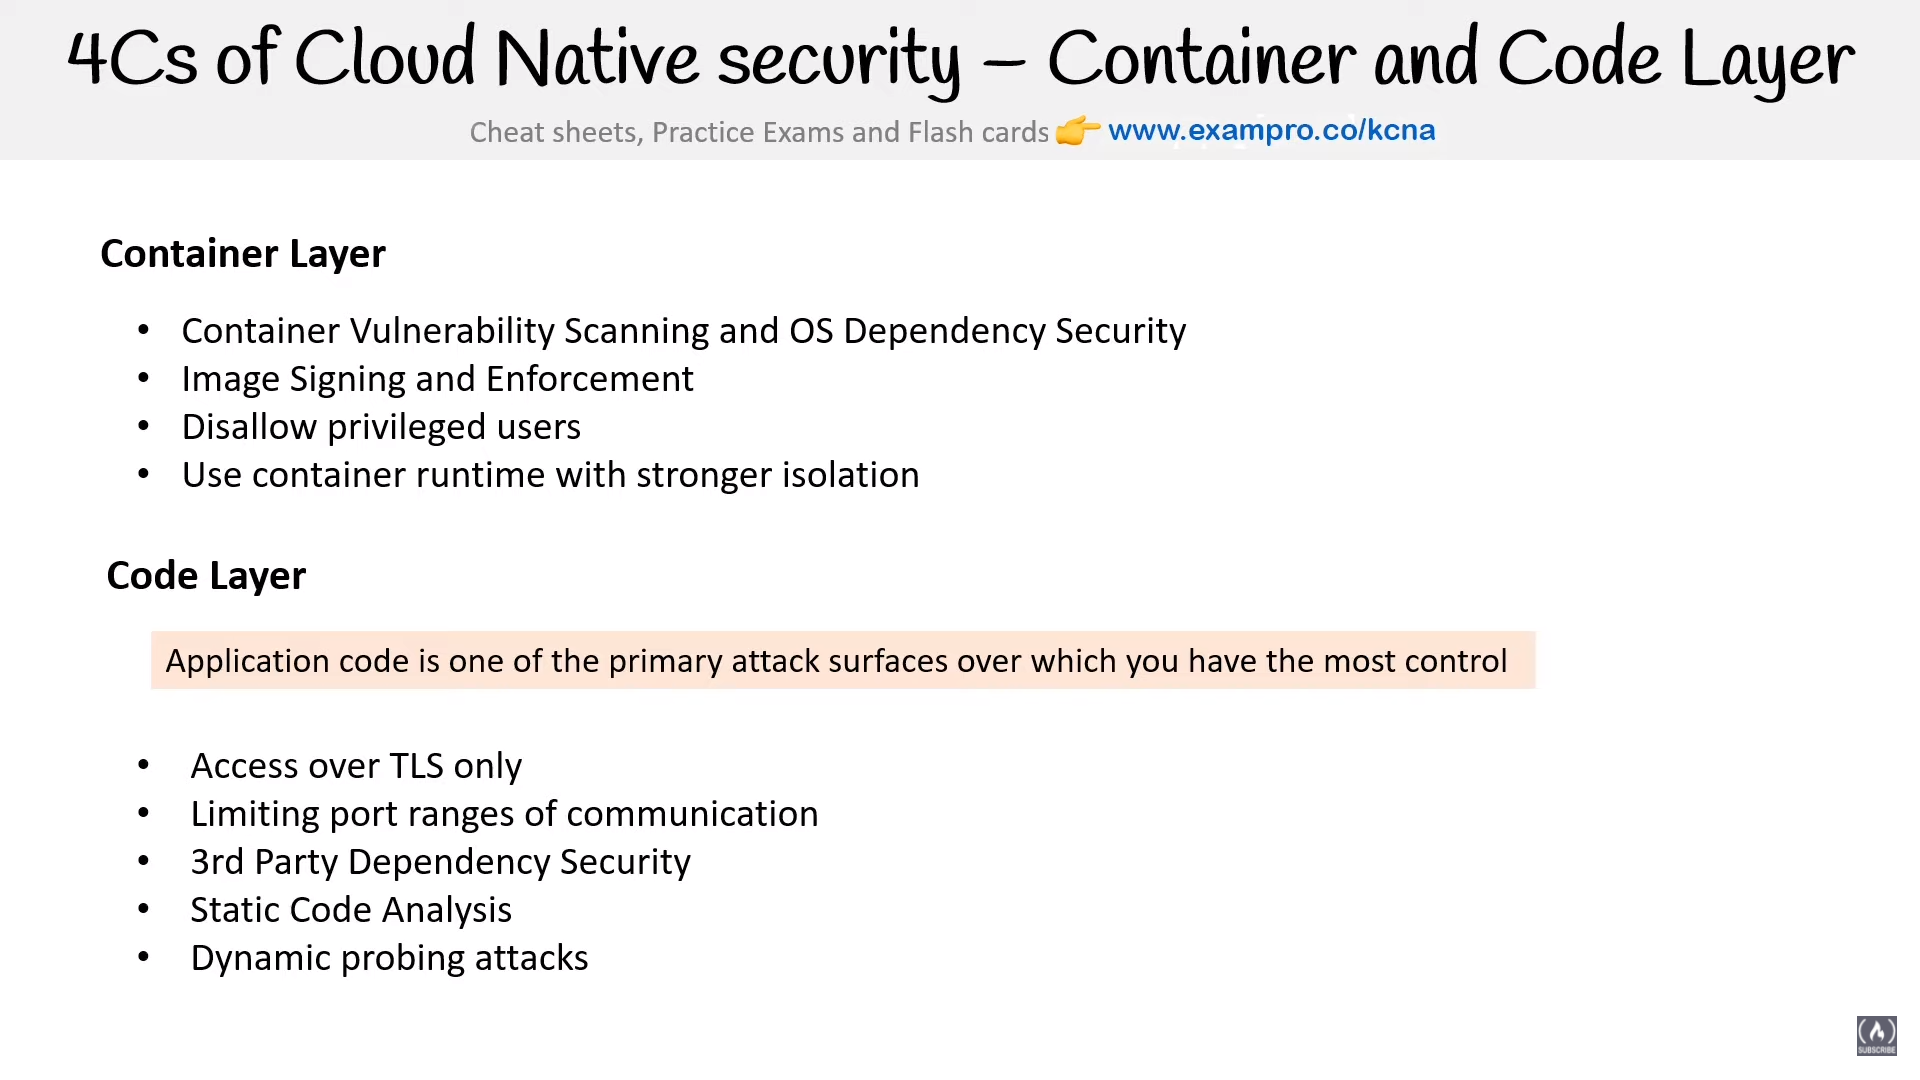 4Cs of Cloud Native security – Container and Code Layer
Cheat sheets, Practice Exams and Flash cards 👉 www.exampro.co/kcna
Container Layer
• Container Vulnerability Scanning and OS Dependency Security
• Image Signing and Enforcement
• Disallow privileged users
• Use container runtime with stronger isolation
Code Layer
Application code is one of the primary attack surfaces over which you have the most control
• Access over TLS only
• Limiting port ranges of communication
• 3rd Party Dependency Security
• Static Code Analysis
• Dynamic probing attacks
SUBSCRIBE